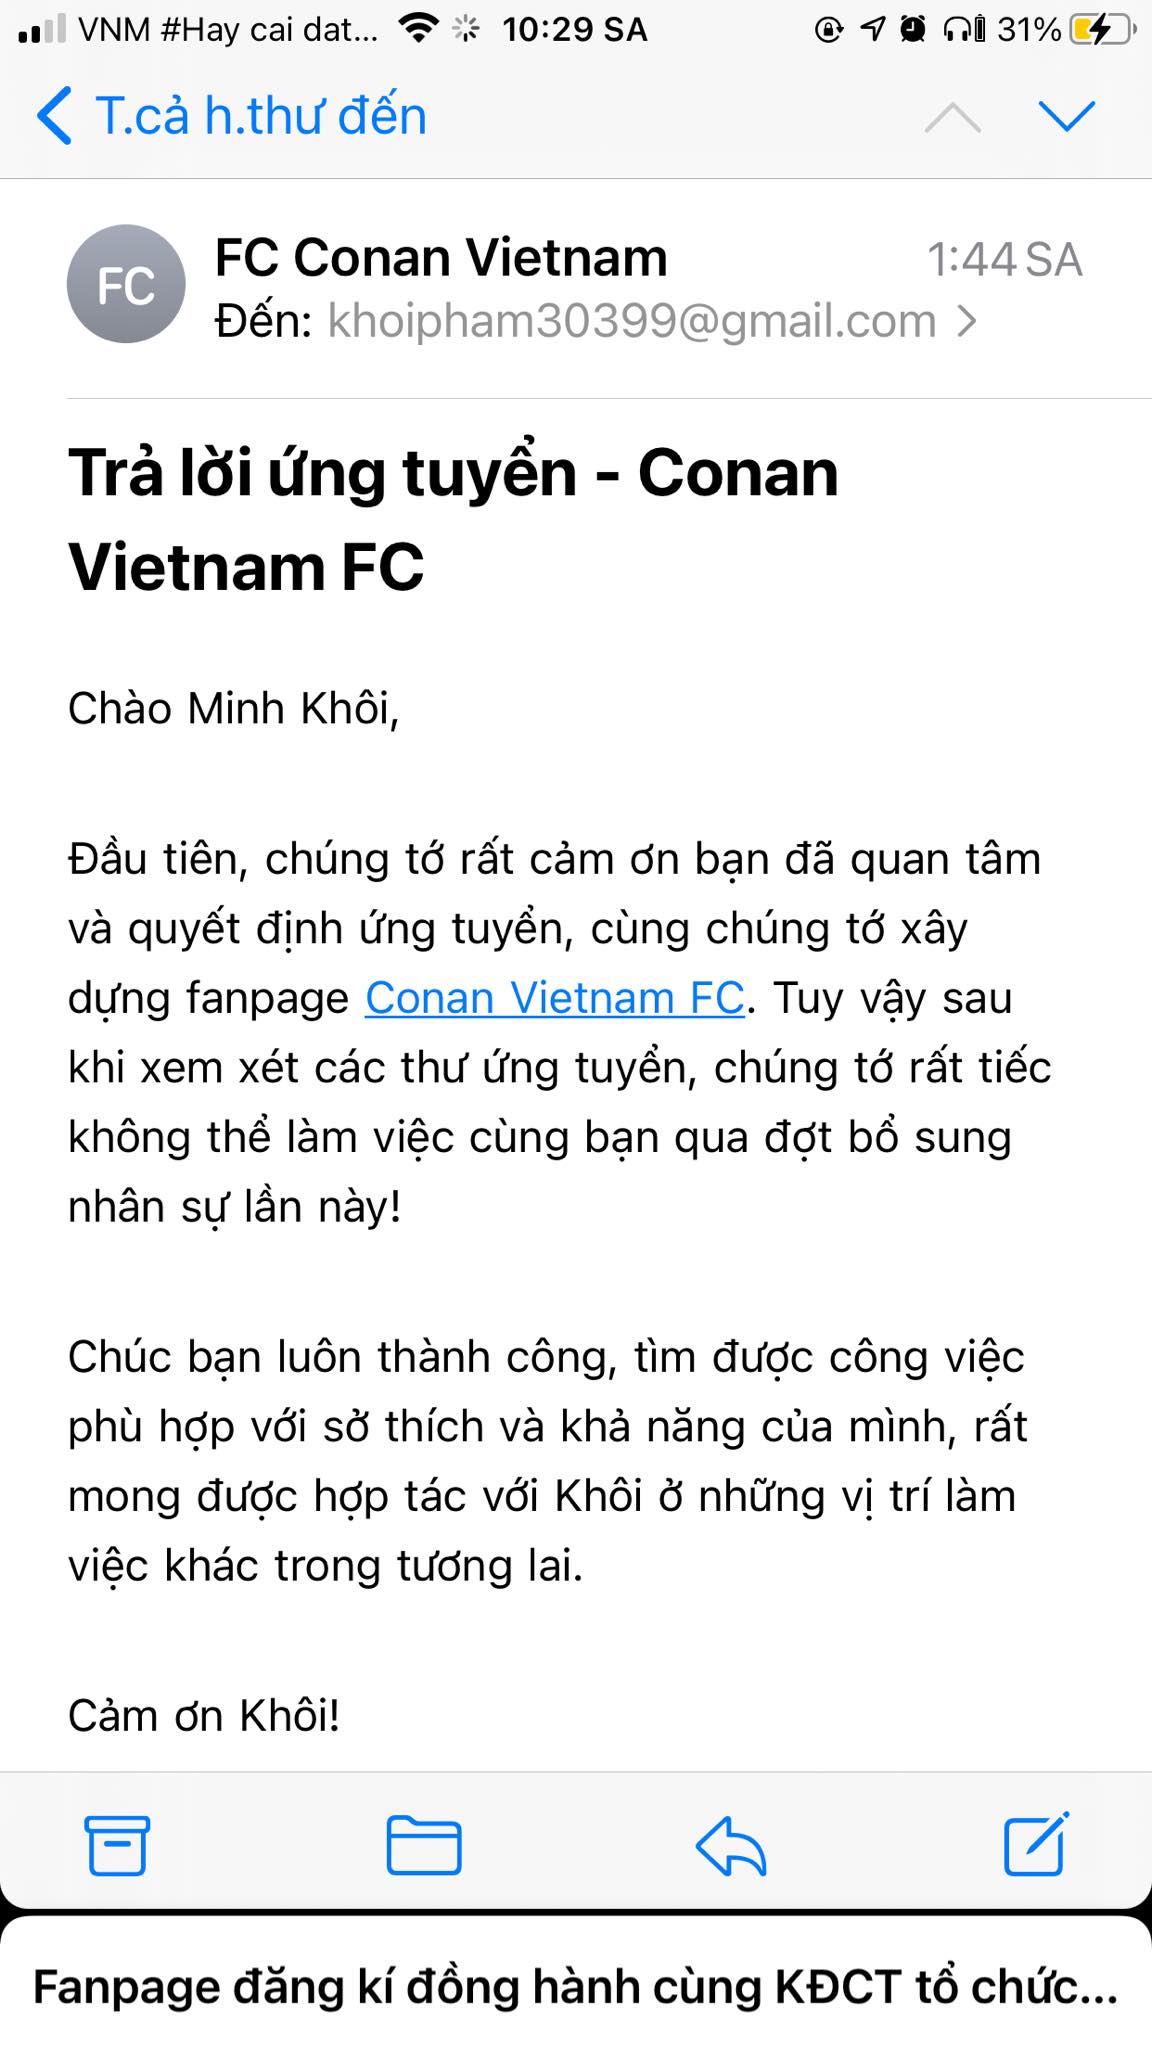 VNM #Hay cai dat... 10:29 SA 31%
T.cả h.thư đến
FC
FC Conan Vietnam 1:44 SA
Đến: khoipham30399@gmail.com
Trả lời ứng tuyển - Conan
Vietnam FC
Chào Minh Khôi,
Đầu tiên, chúng tớ rất cảm ơn bạn đã quan tâm
và quyết định ứng tuyển, cùng chúng tớ xây
dựng fanpage Conan Vietnam FC. Tuy vậy sau
khi xem xét các thư ứng tuyển, chúng tớ rất tiếc
không thể làm việc cùng bạn qua đợt bổ sung
nhân sự lần này!
Chúc bạn luôn thành công, tìm được công việc
phù hợp với sở thích và khả năng của mình, rất
mong được hợp tác với Khôi ở những vị trí làm
việc khác trong tương lai.
Cảm ơn Khôi!
Fanpage đăng kí đồng hành cùng KĐCT tổ chức...